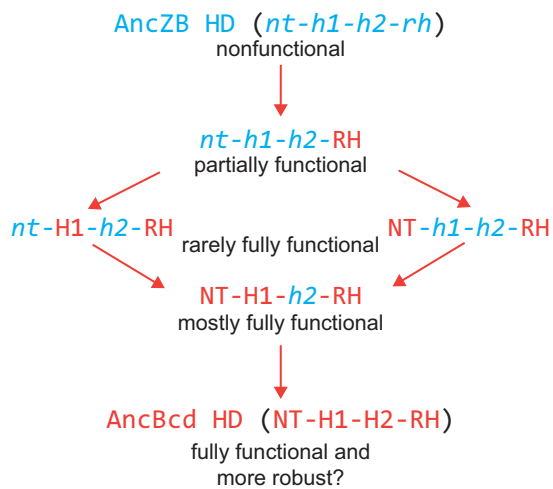 AncZB HD (nt-h1-h2-rh)
nonfunctional
nt-h1-h2-RH
partially functional
nt-H1-h2-RH
rarely fully functional
NT-h1-h2-RH
NT-H1-h2-RH
mostly fully functional
AncBcd HD (NT-H1-H2-RH)
fully functional and
more robust?